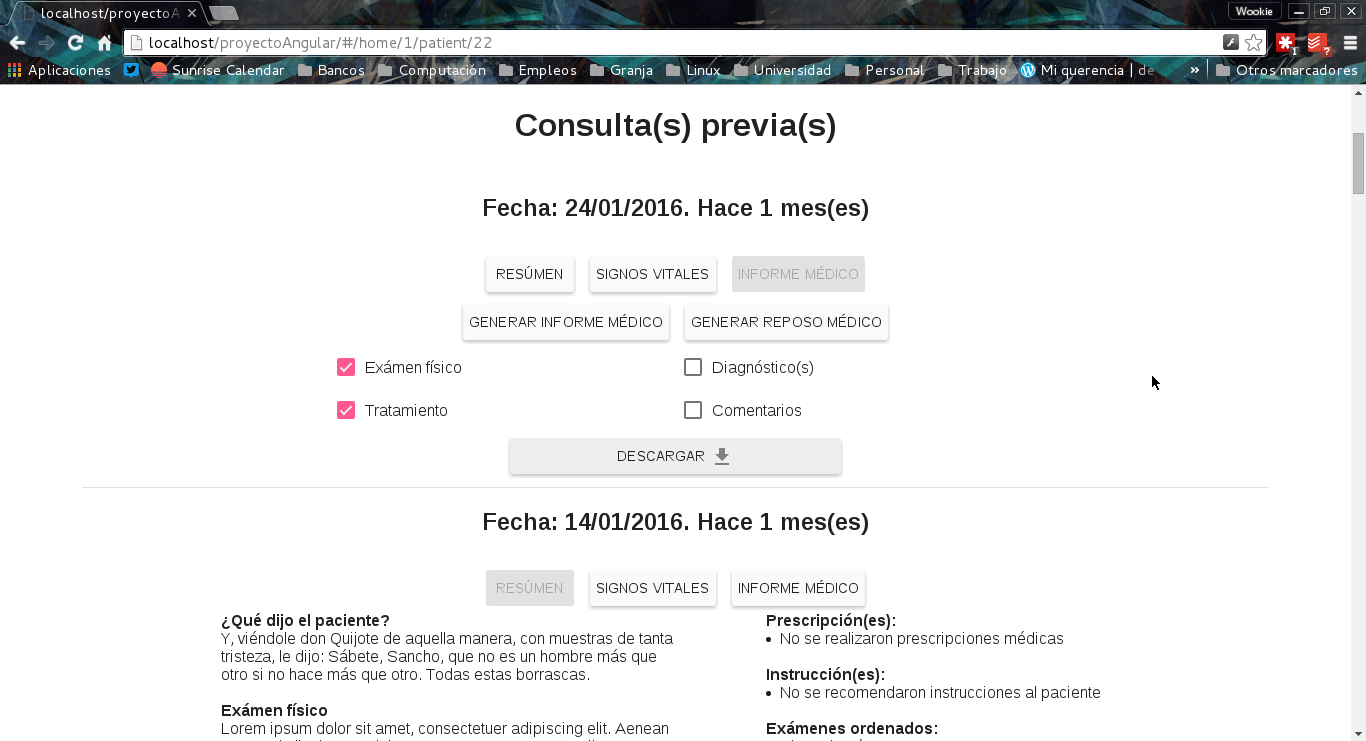 localhost/proyectoA
Wookie
localhost/proyectoAngular/#/home/1/patient/22
1
?
Aplicaciones Sunrise Calendar Bancos Computación Empleos Granja Linux Universidad Personal Trabajo Mi querencia | de » Otros marcadores
Consulta(s) previa(s)
Fecha: 24/01/2016. Hace 1 mes(es)
RESÚMEN SIGNOS VITALES INFORME MÉDICO
GENERAR INFORME MÉDICO GENERAR REPOSO MÉDICO
Exámen físico Diagnóstico(s)
Tratamiento Comentarios
DESCARGAR
Fecha: 14/01/2016. Hace 1 mes(es)
RESÚMEN SIGNOS VITALES INFORME MÉDICO
¿Qué dijo el paciente?
Y, viéndole don Quijote de aquella manera, con muestras de tanta
tristeza, le dijo: Sábete, Sancho, que no es un hombre más que
otro si no hace más que otro. Todas estas borrascas.
Exámen físico
Lorem ipsum dolor sit amet, consectetuer adipiscing elit. Aenean
Prescripción(es):
• No se realizaron prescripciones médicas
Instrucción(es):
• No se recomendaron instrucciones al paciente
Exámenes ordenados: